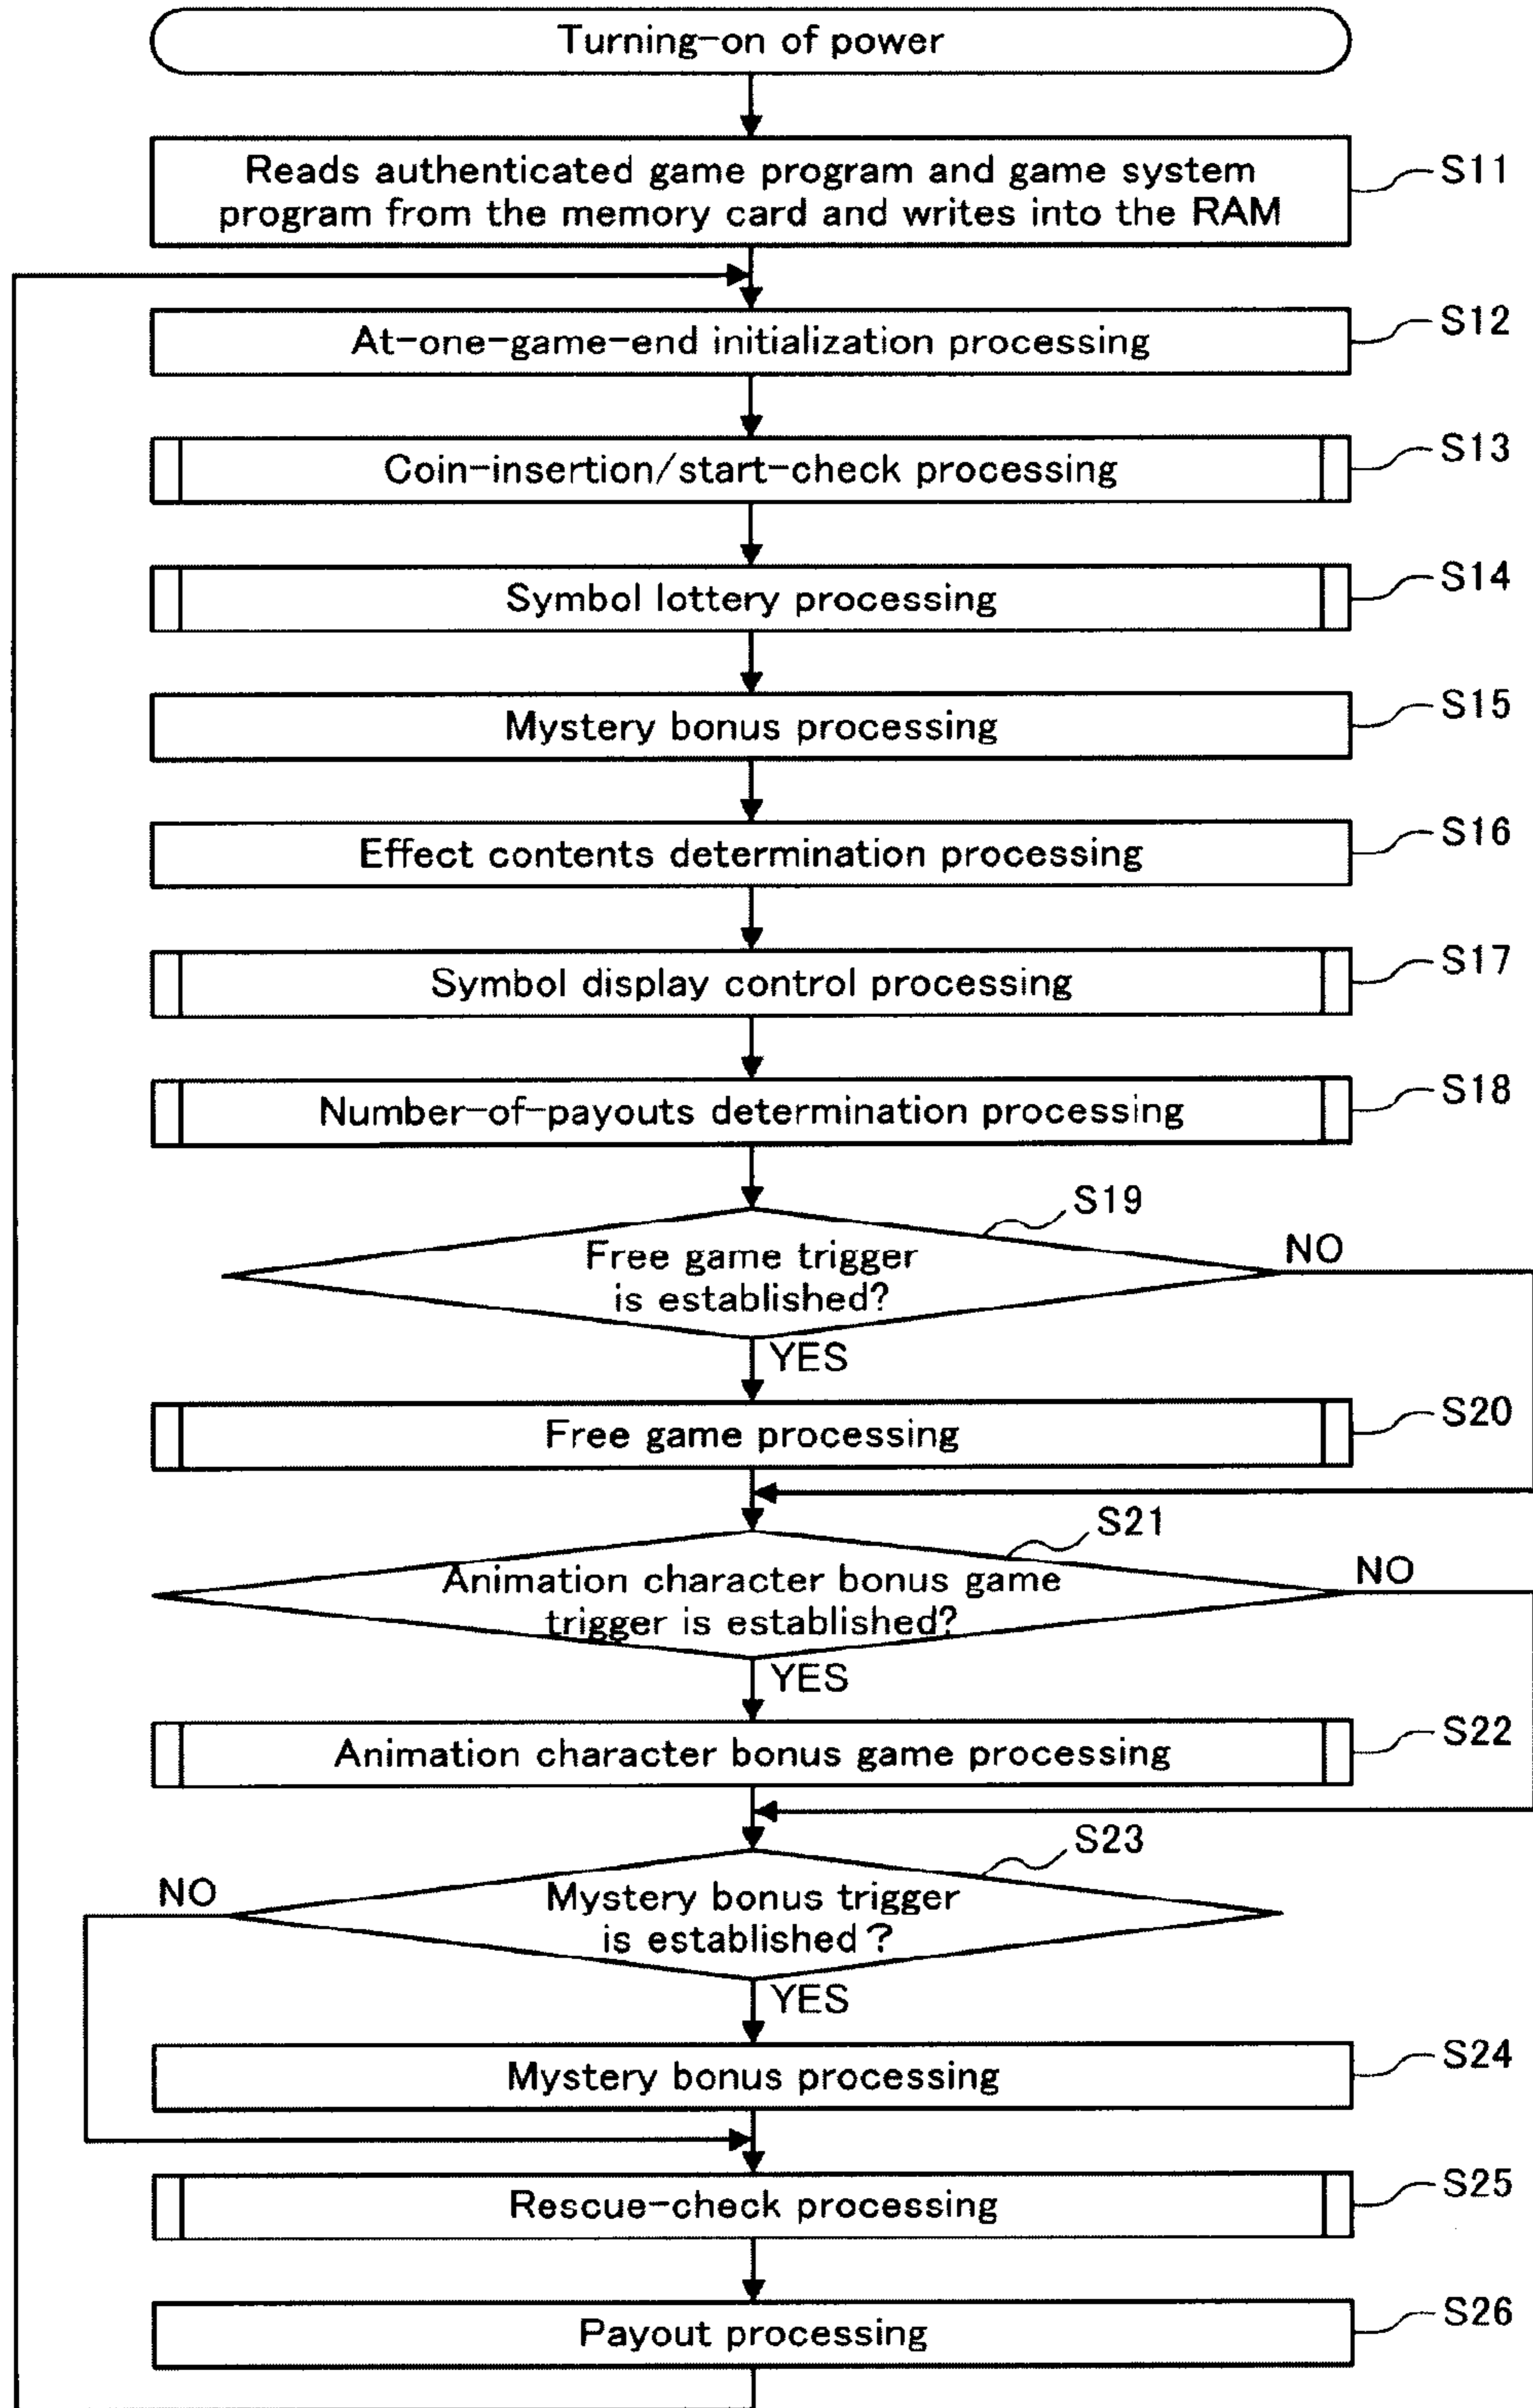 Turning-on of power
Reads authenticated game program and game system
program from the memory card and writes into the RAM
S11
At-one-game-end initialization processing
S12
Coin-insertion/start-check processing
S13
Symbol lottery processing
S14
Mystery bonus processing
S15
Effect contents determination processing
S16
Symbol display control processing
S17
Number-of-payouts determination processing
S18
S19
Free game trigger
is established?
NO
YES
Free game processing
S20
S21
Animation character bonus game
trigger is established?
NO
YES
Animation character bonus game processing
S22
S23
NO
Mystery bonus trigger
is established?
YES
Mystery bonus processing
S24
Rescue-check processing
S25
Payout processing
S26